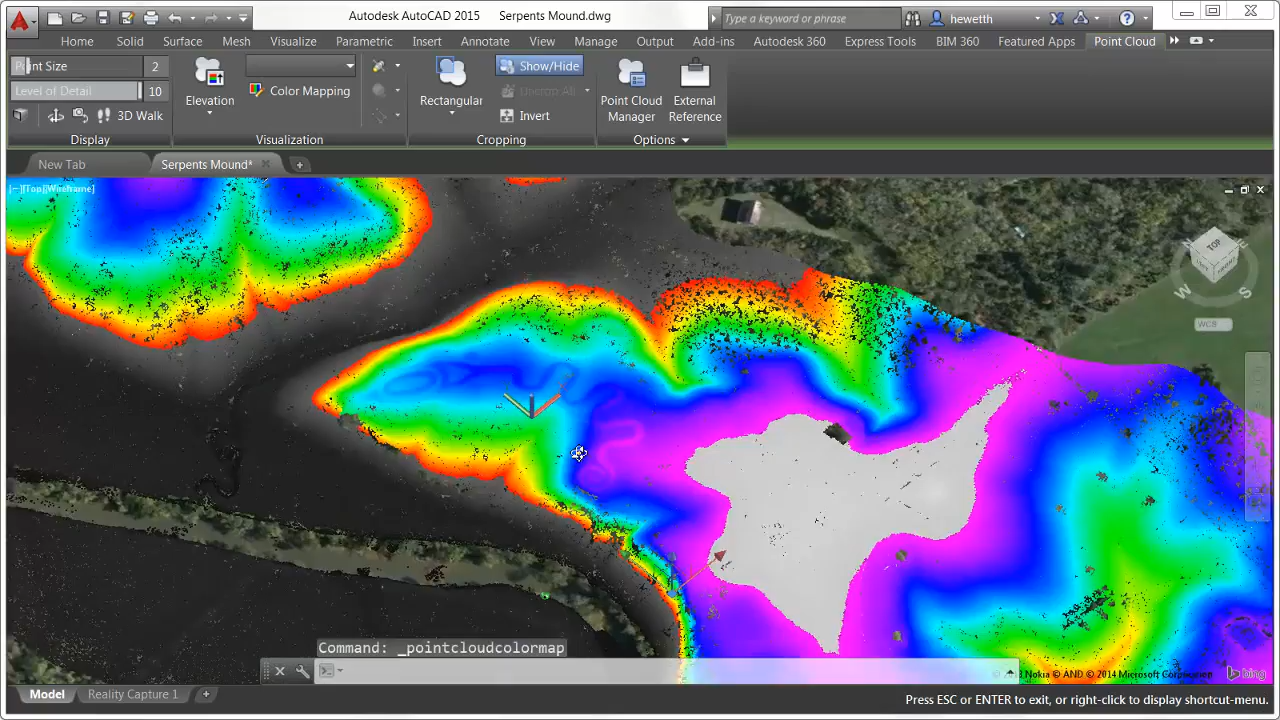 Autodesk AutoCAD 2015 Serpents Mound.dwg
Type a keyword or phrase
hewetth
Home Solid Surface Mesh Visualize Parametric Insert Annotate View Manage Output Add-ins Autodesk 360 Express Tools BIM 360 Featured Apps Point Cloud
Point Size 2
Level of Detail 10
3D Walk
Display
Elevation
Color Mapping
Visualization
Rectangular
Show/Hide
Uncrop All
Invert
Cropping
Point Cloud
Manager
External
Reference
Options
New Tab
Serpents Mound*
[−][Top][Wireframe]
TOP
W
S
WCS
Command: _pointcloudcolormap
Nokia © AND © 2014 Microsoft Corporation
bing
Model
Reality Capture 1
Press ESC or ENTER to exit, or right-click to display shortcut-menu.